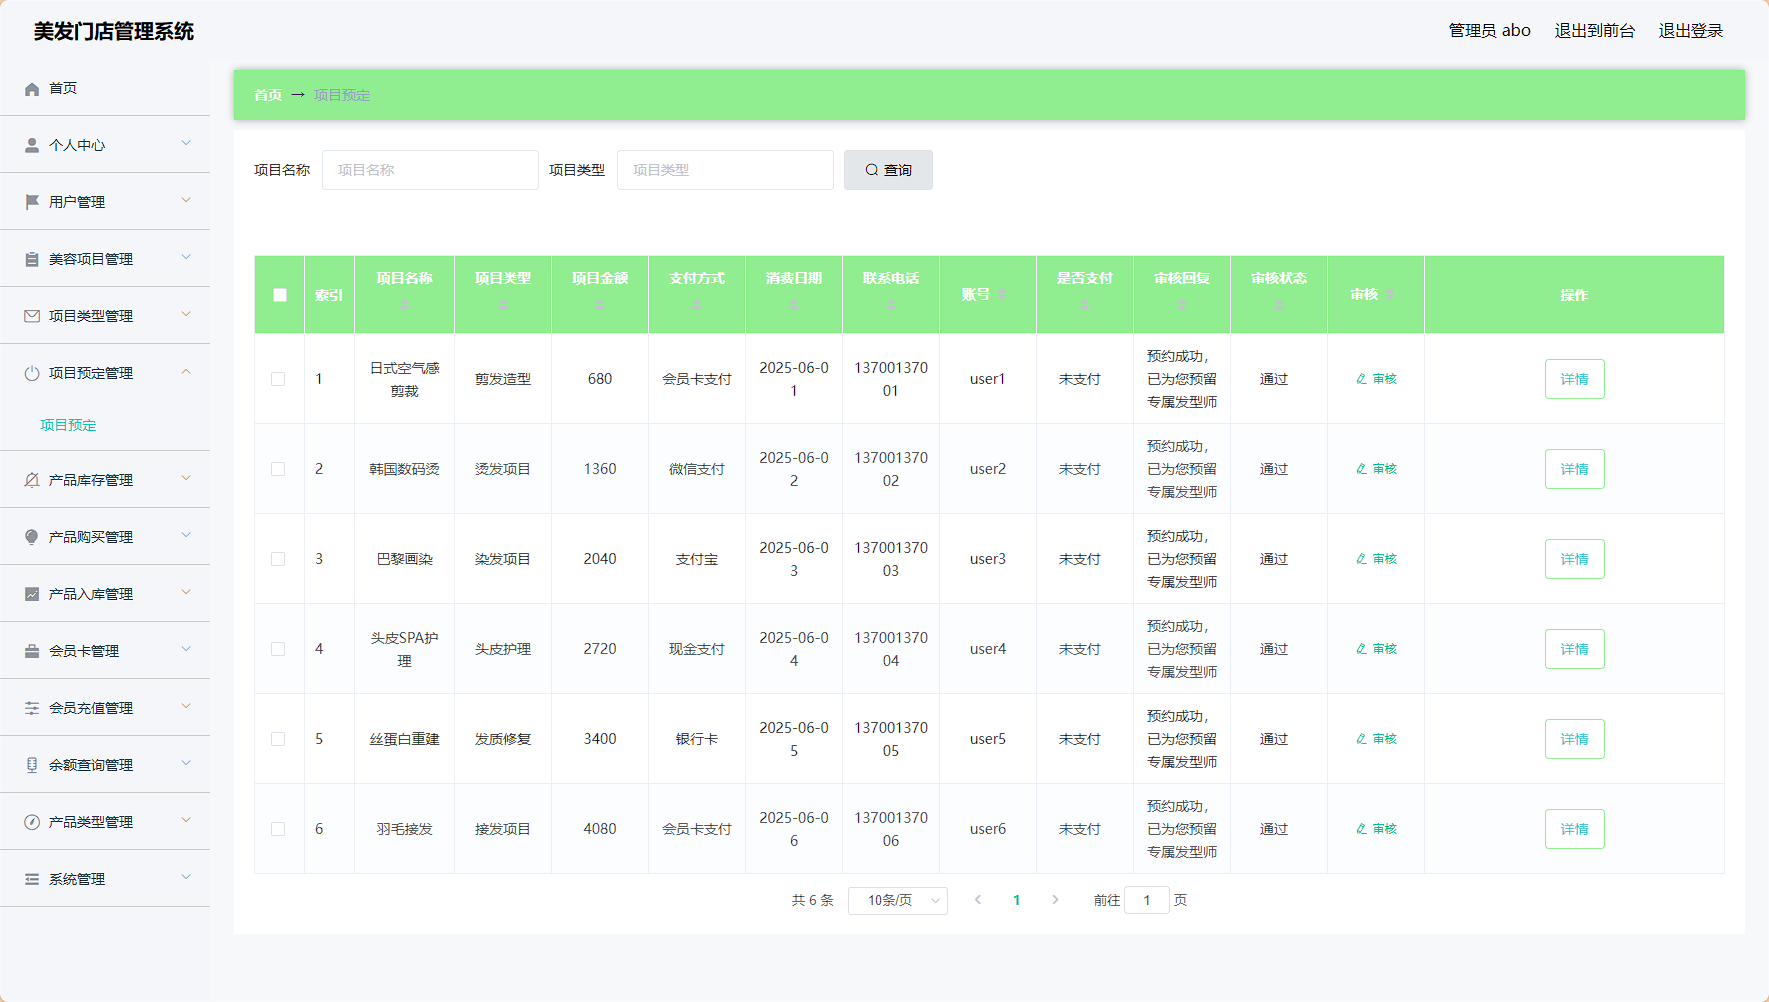 美发门店管理系统
管理员 abo 退出到前台 退出登录
首页
个人中心
用户管理
美容项目管理
项目类型管理
项目预定管理
项目预定
产品库存管理
产品购买管理
产品入库管理
会员卡管理
会员充值管理
余额查询管理
产品类型管理
系统管理
首页 → 项目预定
项目名称 项目名称 项目类型 项目类型 查询
索引 项目名称 项目类型 项目金额 支付方式 消费日期 联系电话 账号 是否支付 审核回复 审核状态 审核 操作
1 日式空气感剪裁 剪发造型 680 会员卡支付 2025-06-01 13700137001 user1 未支付 预约成功，已为您预留专属发型师 通过 审核 详情
2 韩国数码烫 烫发项目 1360 微信支付 2025-06-02 13700137002 user2 未支付 预约成功，已为您预留专属发型师 通过 审核 详情
3 巴黎画染 染发项目 2040 支付宝 2025-06-03 13700137003 user3 未支付 预约成功，已为您预留专属发型师 通过 审核 详情
4 头皮SPA护理 头皮护理 2720 现金支付 2025-06-04 13700137004 user4 未支付 预约成功，已为您预留专属发型师 通过 审核 详情
5 丝蛋白重建 发质修复 3400 银行卡 2025-06-05 13700137005 user5 未支付 预约成功，已为您预留专属发型师 通过 审核 详情
6 羽毛接发 接发项目 4080 会员卡支付 2025-06-06 13700137006 user6 未支付 预约成功，已为您预留专属发型师 通过 审核 详情
共 6 条 10条/页 1 前往 1 页